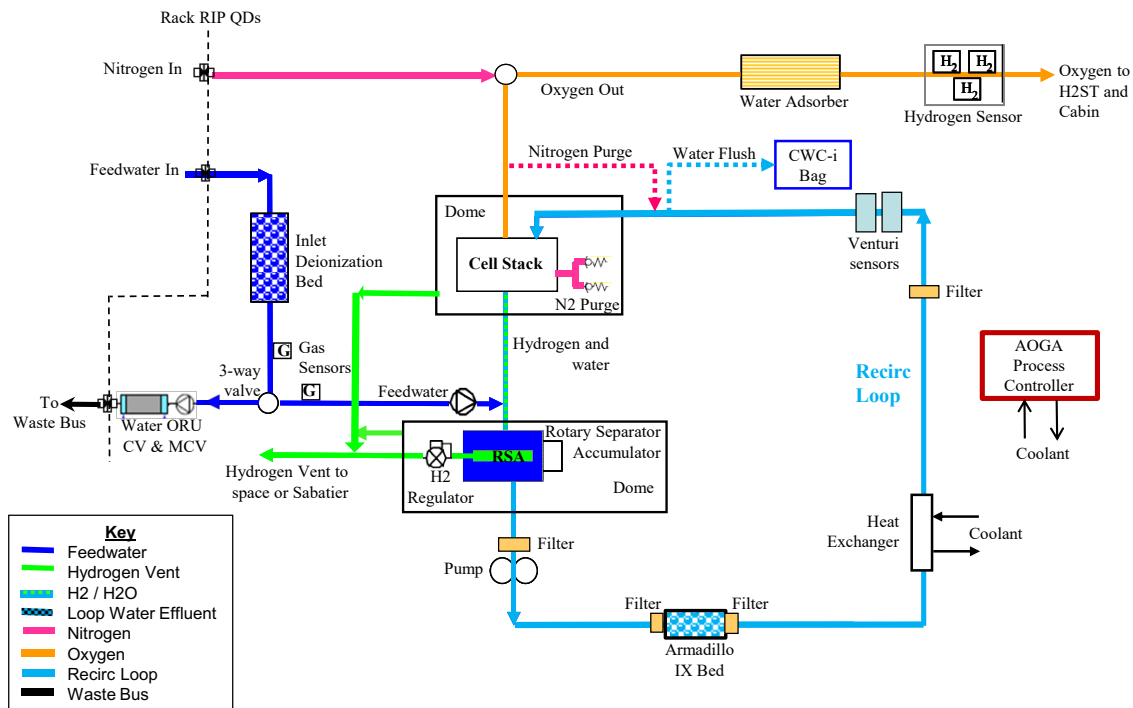 Rack RIP QDs
Nitrogen In
Oxygen Out
Water Adsorber
H2 H2
H2
Hydrogen Sensor
Oxygen to
H2ST and
Cabin
Feedwater In
Nitrogen Purge
Water Flush
CWC-i
Bag
Dome
Cell Stack
N2 Purge
Venturi
sensors
Inlet
Deionization
Bed
Filter
G
Gas
Sensors
G
3-way
valve
Hydrogen and
water
Feedwater
Recirc
Loop
AOGA
Process
Controller
Coolant
To
Waste Bus
Water ORU
CV & MCV
Rotary Separator
Accumulator
RSA
H2
Regulator
Dome
Hydrogen Vent to
space or Sabatier
Heat
Exchanger
Coolant
Filter
Pump
Filter
Filter
Armadillo
IX Bed
Key
Feedwater
Hydrogen Vent
H2 / H2O
Loop Water Effluent
Nitrogen
Oxygen
Recirc Loop
Waste Bus